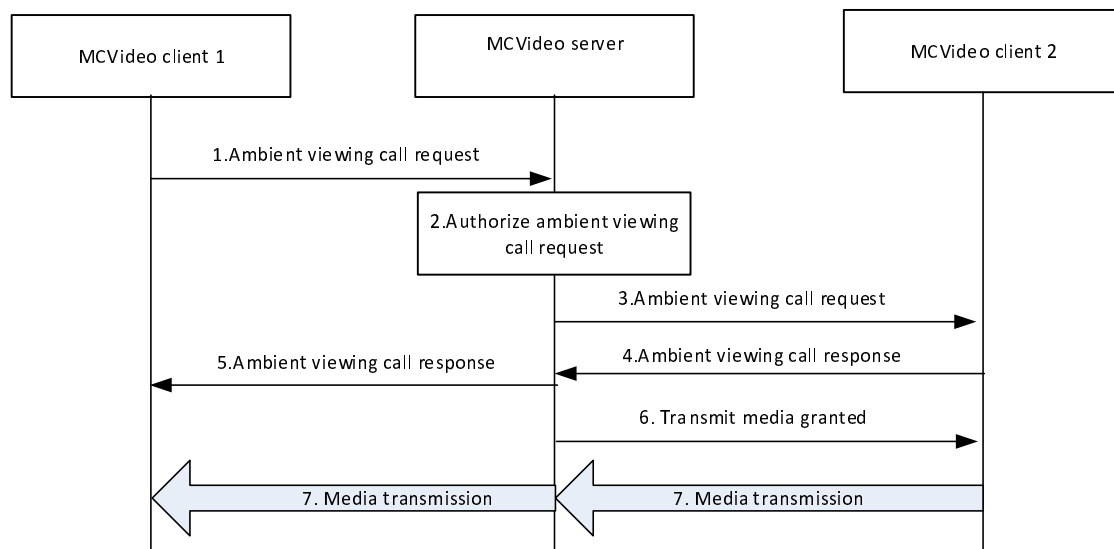 MCVideo client 1
MCVideo server
MCVideo client 2
1.Ambient viewing call request
2.Authorize ambient viewing
call request
3.Ambient viewing call request
4.Ambient viewing call response
5.Ambient viewing call response
6. Transmit media granted
7. Media transmission
7. Media transmission